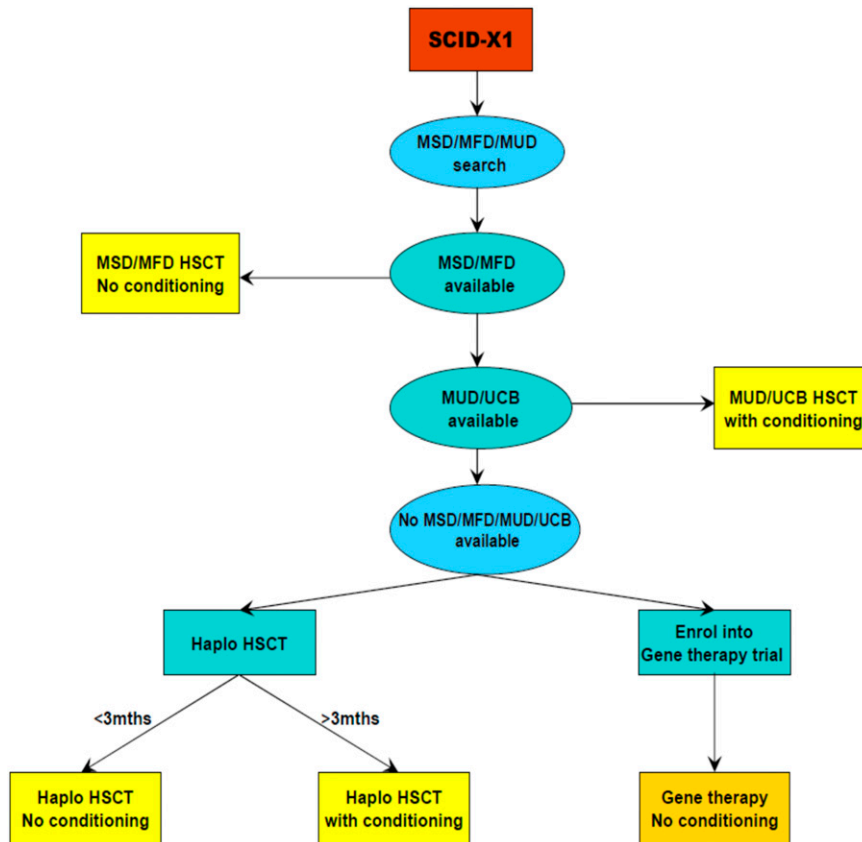 SCID-X1
MSD/MFD/MUD
search
MSD/MFD HSCT
No conditioning
MSD/MFD
available
MUD/UCB
available
MUD/UCB HSCT
with conditioning
No MSD/MFD/MUD/UCB
available
Haplo HSCT
Enrol into
Gene therapy trial
<3mths
>3mths
Haplo HSCT
No conditioning
Haplo HSCT
with conditioning
Gene therapy
No conditioning